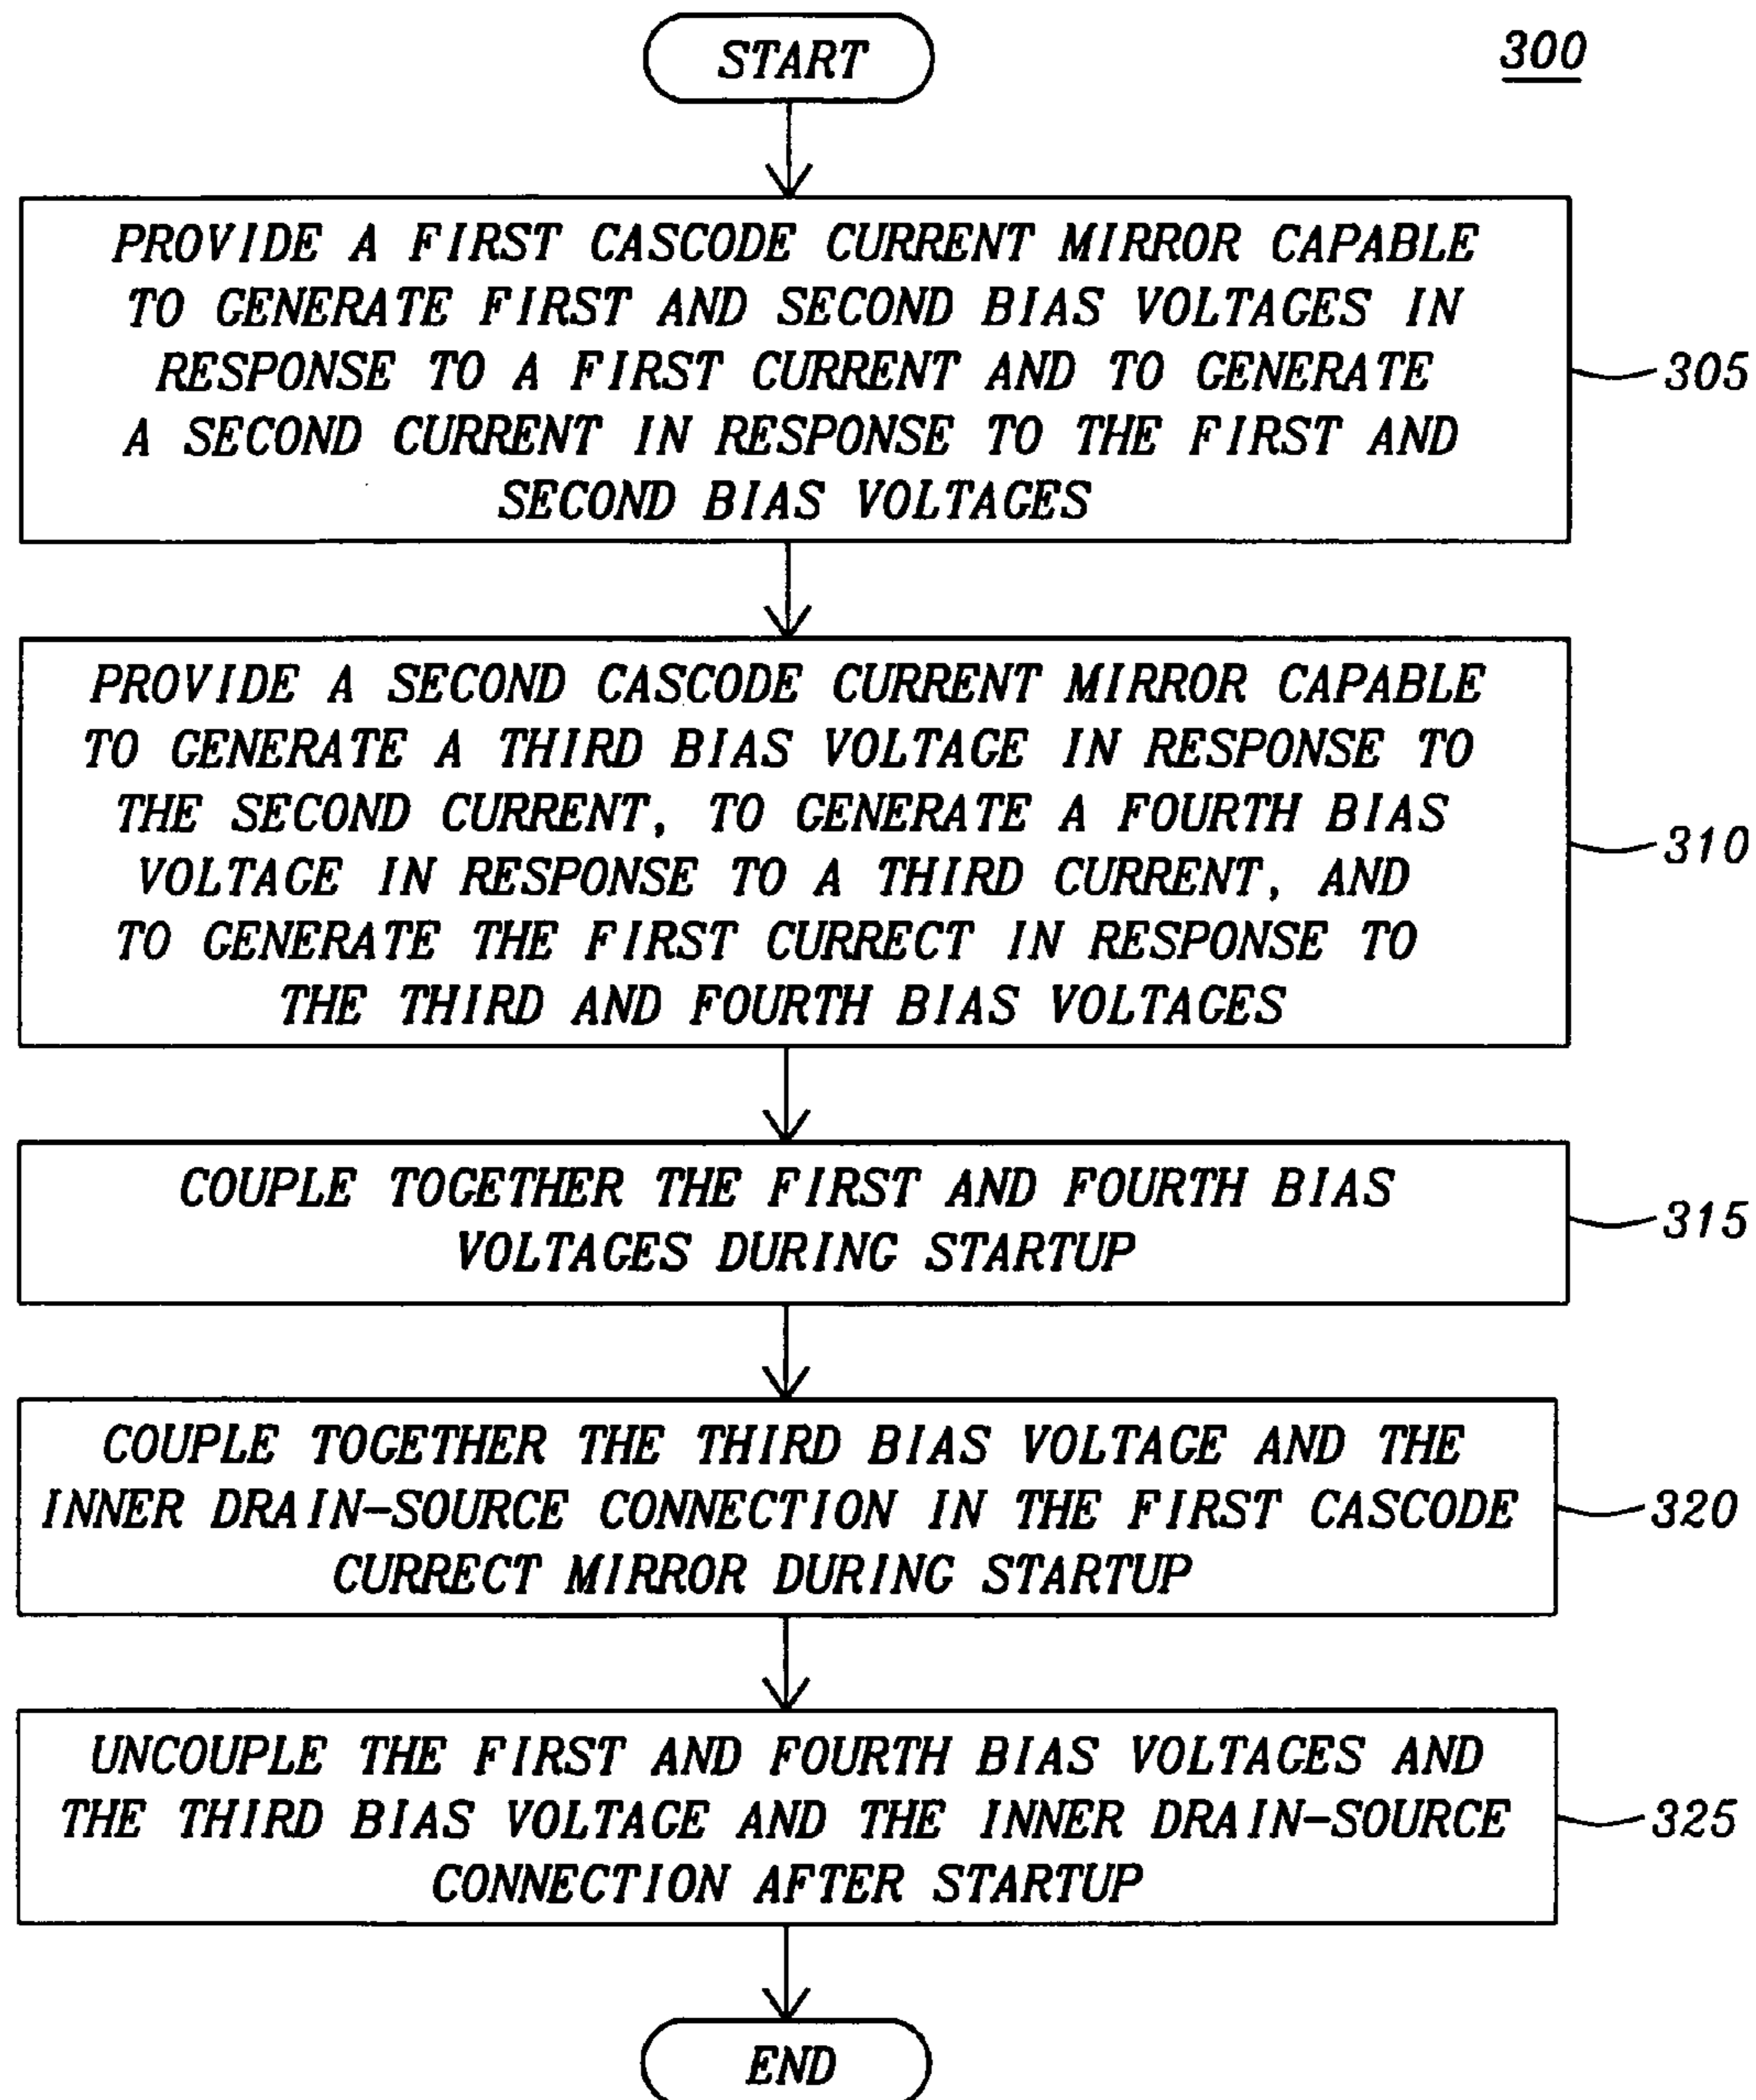 START
300
PROVIDE A FIRST CASCODE CURRENT MIRROR CAPABLE
TO GENERATE FIRST AND SECOND BIAS VOLTAGES IN
RESPONSE TO A FIRST CURRENT AND TO GENERATE
A SECOND CURRENT IN RESPONSE TO THE FIRST AND
SECOND BIAS VOLTAGES
305
PROVIDE A SECOND CASCODE CURRENT MIRROR CAPABLE
TO GENERATE A THIRD BIAS VOLTAGE IN RESPONSE TO
THE SECOND CURRENT, TO GENERATE A FOURTH BIAS
VOLTAGE IN RESPONSE TO A THIRD CURRENT, AND
TO GENERATE THE FIRST CURRECT IN RESPONSE TO
THE THIRD AND FOURTH BIAS VOLTAGES
310
COUPLE TOGETHER THE FIRST AND FOURTH BIAS
VOLTAGES DURING STARTUP
315
COUPLE TOGETHER THE THIRD BIAS VOLTAGE AND THE
INNER DRAIN-SOURCE CONNECTION IN THE FIRST CASCODE
CURRECT MIRROR DURING STARTUP
320
UNCOUPLE THE FIRST AND FOURTH BIAS VOLTAGES AND
THE THIRD BIAS VOLTAGE AND THE INNER DRAIN-SOURCE
CONNECTION AFTER STARTUP
325
END